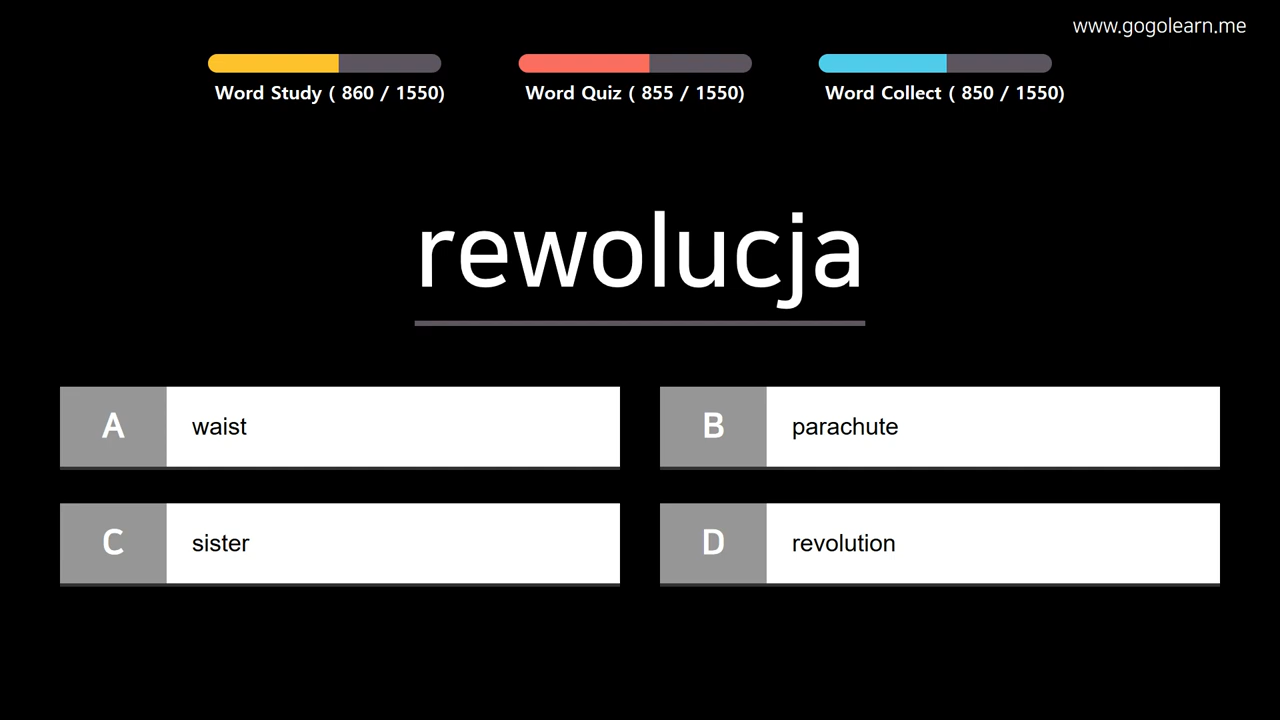 www.gogolearn.me
Word Study ( 860 / 1550)
Word Quiz ( 855 / 1550)
Word Collect ( 850 / 1550)
rewolucja
A waist
B parachute
C sister
D revolution